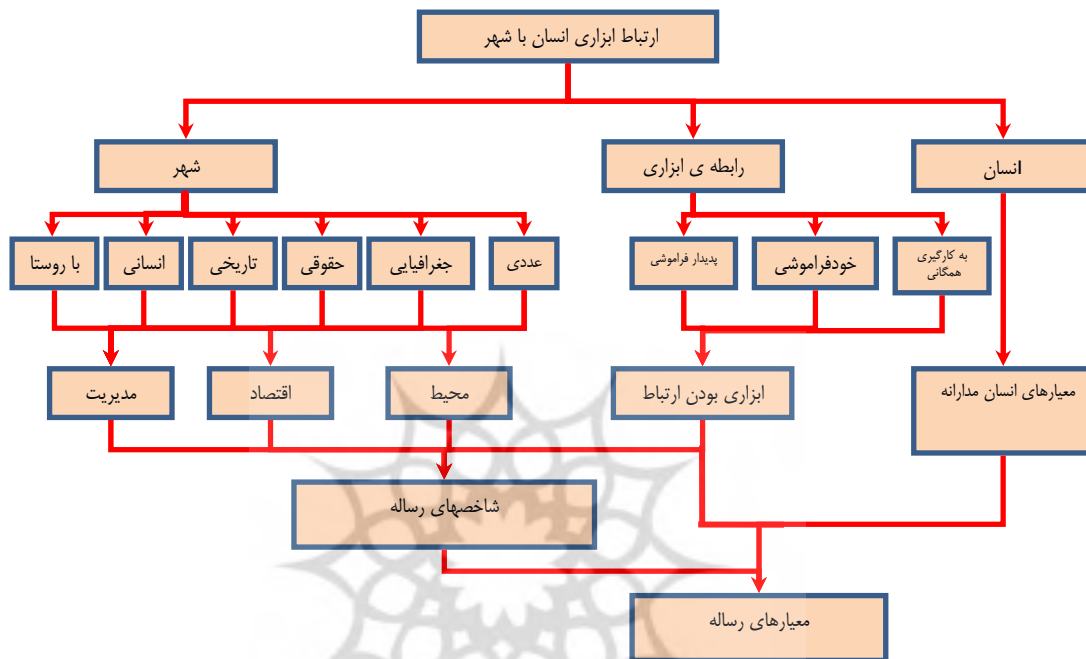 ارتباط ابزاری انسان با شهر
انسان
رابطه ی ابزاری
شهر
به کارگیری
همگانی
خودفراموشی
پدیدار فراموشی
عددی
جغرافیایی
حقوقی
تاریخی
انسانی
با روستا
معیارهای انسان مدارانه
ابزاری بودن ارتباط
محیط
اقتصاد
مدیریت
شاخصهای رساله
معیارهای رساله